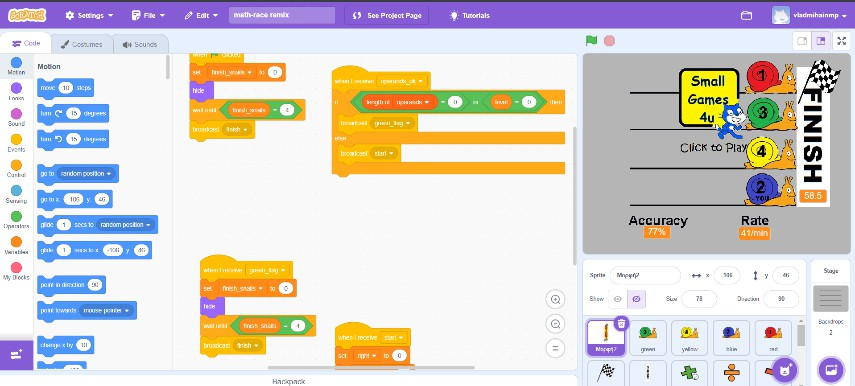 SCRATCH
Settings
File
Edit
math-race remix
See Project Page
Tutorials
vladmihainmp
Code
Costumes
Sounds
Motion
Looks
Sound
Events
Control
Sensing
Operators
Variables
My Blocks
Motion
move 10 steps
turn 15 degrees
turn 15 degrees
go to random position
go to x: -106 y: 46
glide 1 secs to random position
glide 1 secs to x: -106 y: 46
point in direction 90
point towards mouse-pointer
change x by 10
when clicked
set finish_snails to 0
hide
wait until finish_snails = 4
broadcast finish
when I receive operands_ok
if length of operands = 0 or level = 0 then
broadcast green_flag
else
broadcast start
when I receive green_flag
set finish_snails to 0
hide
wait until finish_snails = 4
broadcast finish
when I receive start
set right to 0
Backpack
Small
Games
4u
Click to Play
1
3
4
2
YOU
FINISH
58.5
Accuracy
77%
Rate
41/min
Sprite
x
y 46
Show
Size 78
Direction 90
green
yellow
blue
red
Stage
Backdrops
2